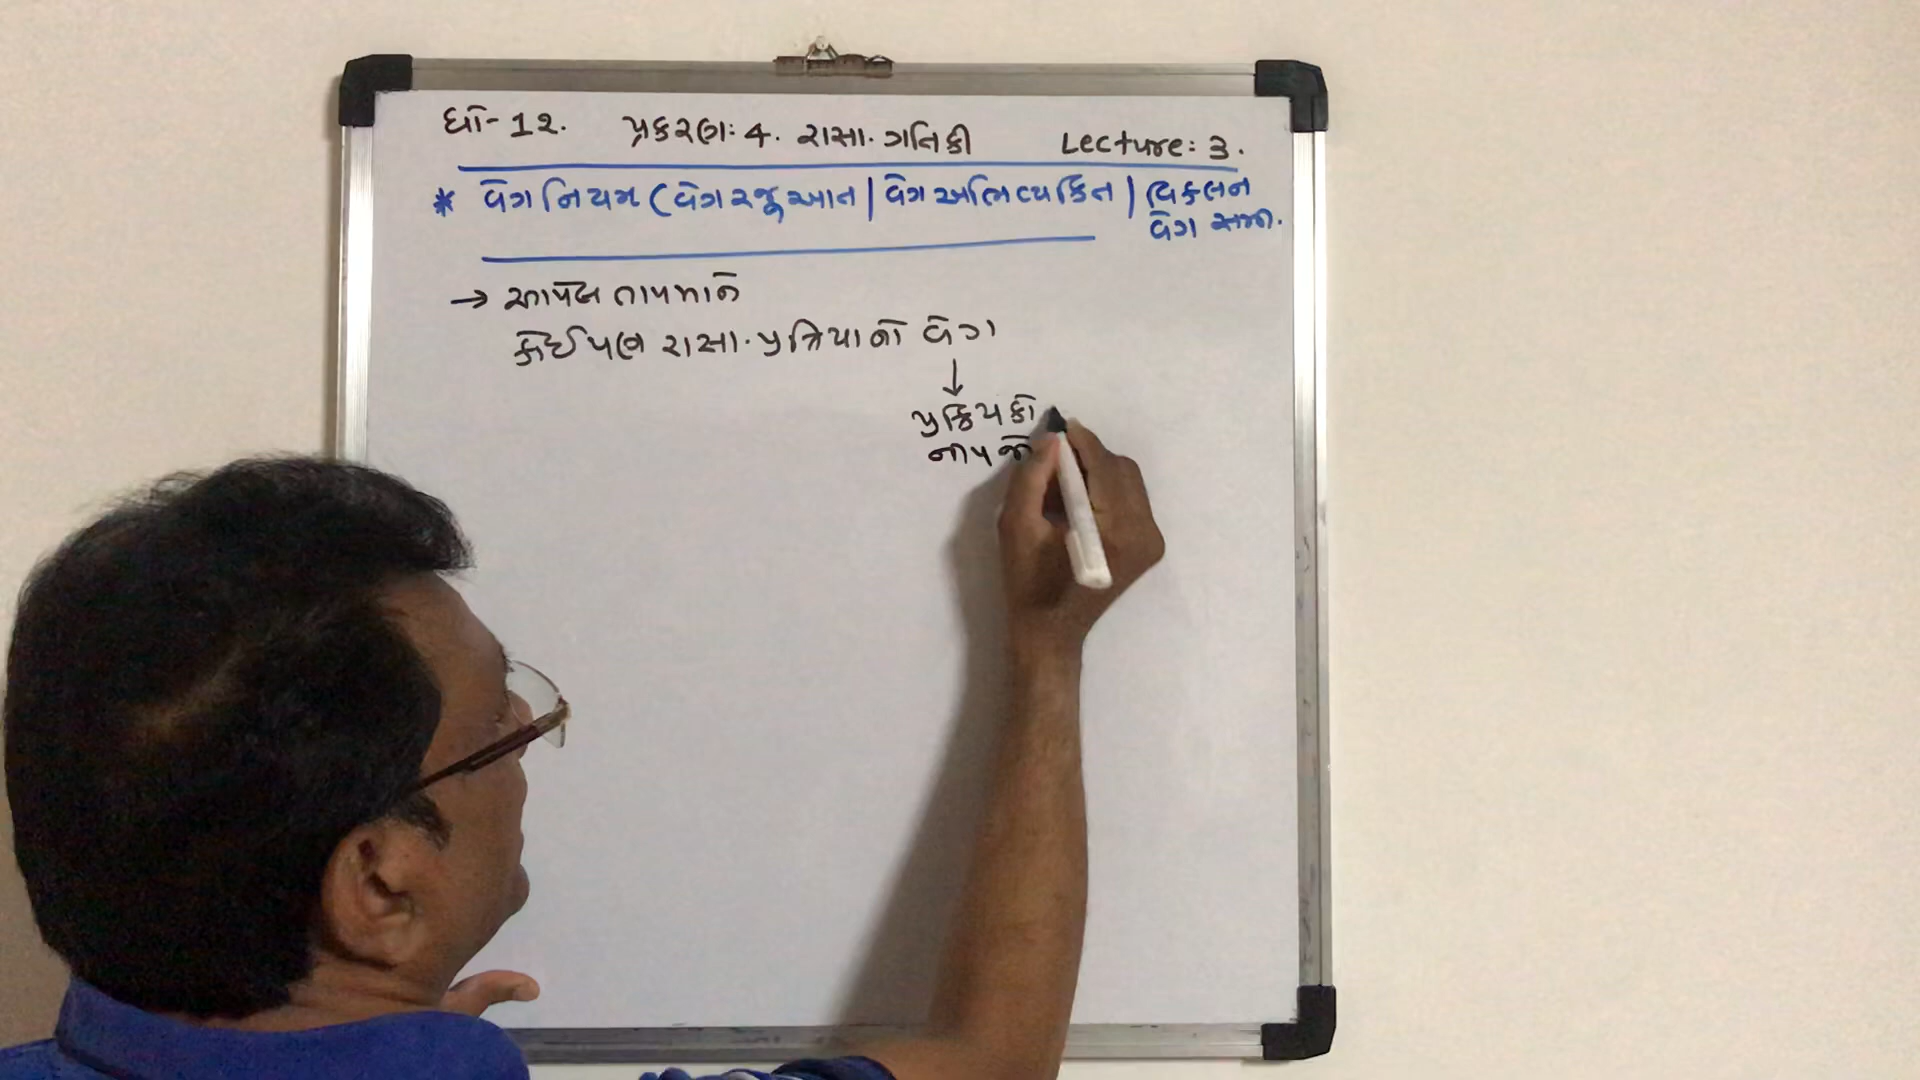 ધો-12. પ્રકરણ: 4. રાસા. ગતિકી Lecture: 3.
* વેગ નિયમ (વેગ રજૂઆત | વેગ અભિવ્યક્તિ | વિકલન
વેગ સમી.
→ આપેલ તાપમાને
કોઈપણ રાસા. પ્રક્રિયાનો વેગ
↓
પ્રક્રિયકો